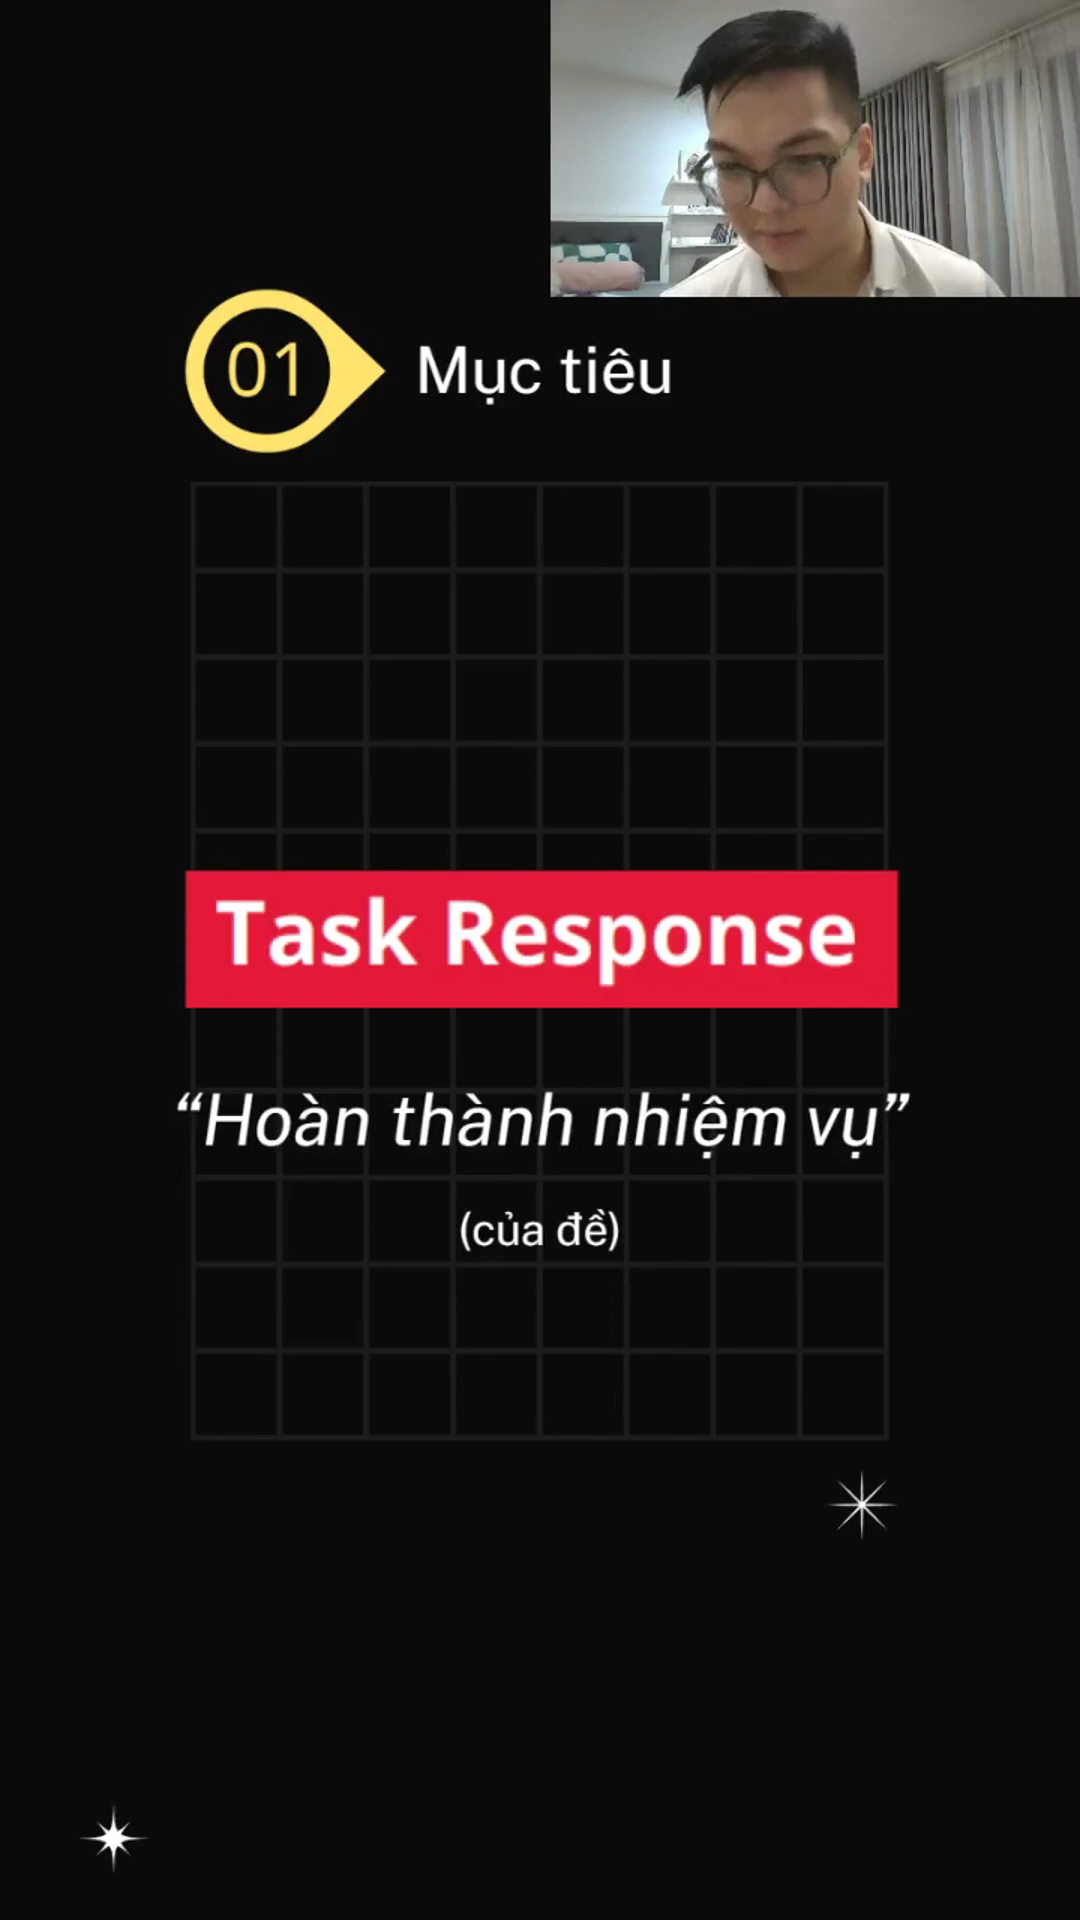 01
Mục tiêu
Task Response
“Hoàn thành nhiệm vụ”
(của đề)